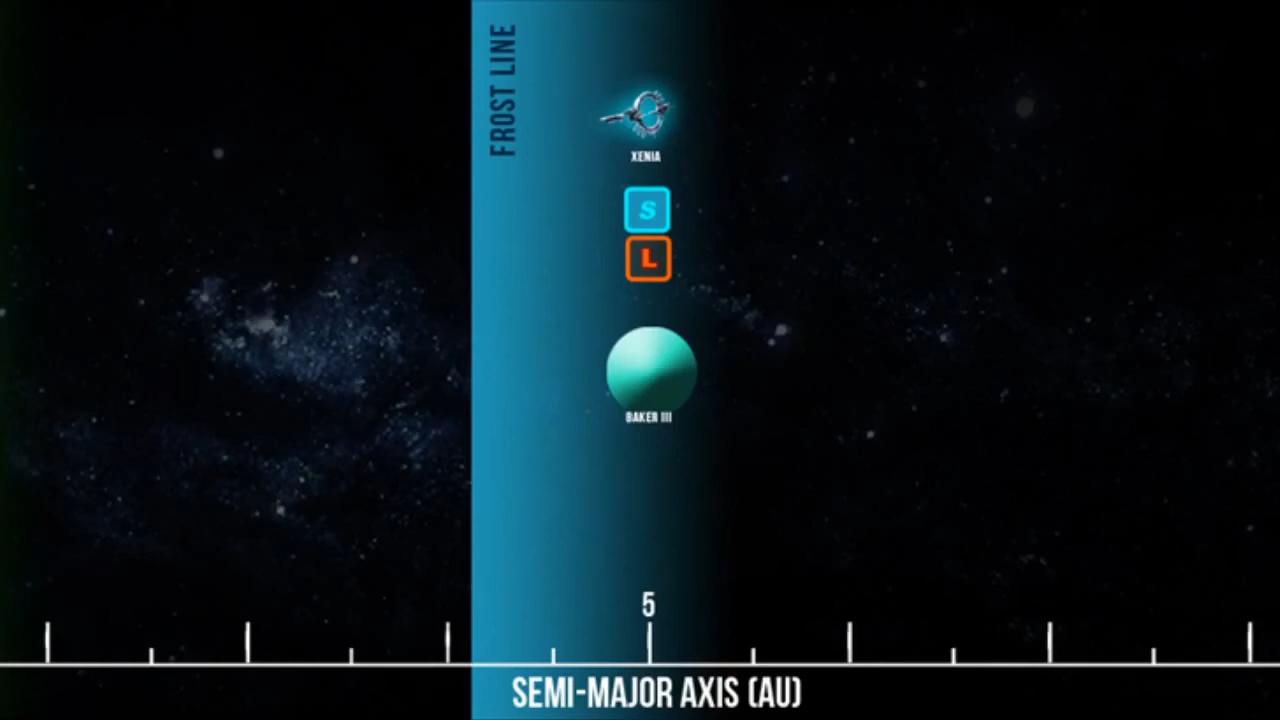 FROST LINE
XENIA
S
L
BAKER III
5
SEMI-MAJOR AXIS (AU)